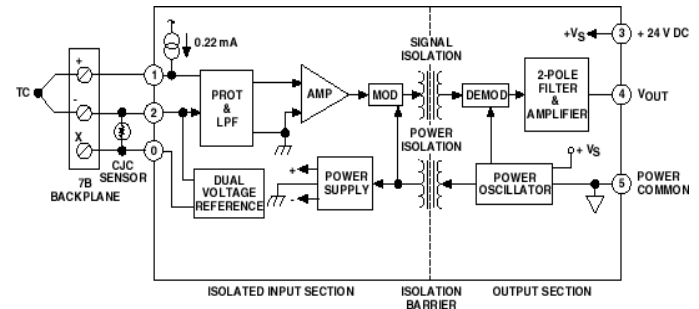 0.22 mA
TC
+
-
X
CJC
SENSOR
7B
BACKPLANE
1
2
0
PROT
&
LPF
AMP
MOD
SIGNAL
ISOLATION
POWER
ISOLATION
DEMOD
2-POLE
FILTER
&
AMPLIFIER
+VS
3
+ 24 V DC
4
VOUT
DUAL
VOLTAGE
REFERENCE
+
-
POWER
SUPPLY
POWER
OSCILLATOR
+ VS
5
POWER
COMMON
ISOLATED INPUT SECTION
ISOLATION
BARRIER
OUTPUT SECTION